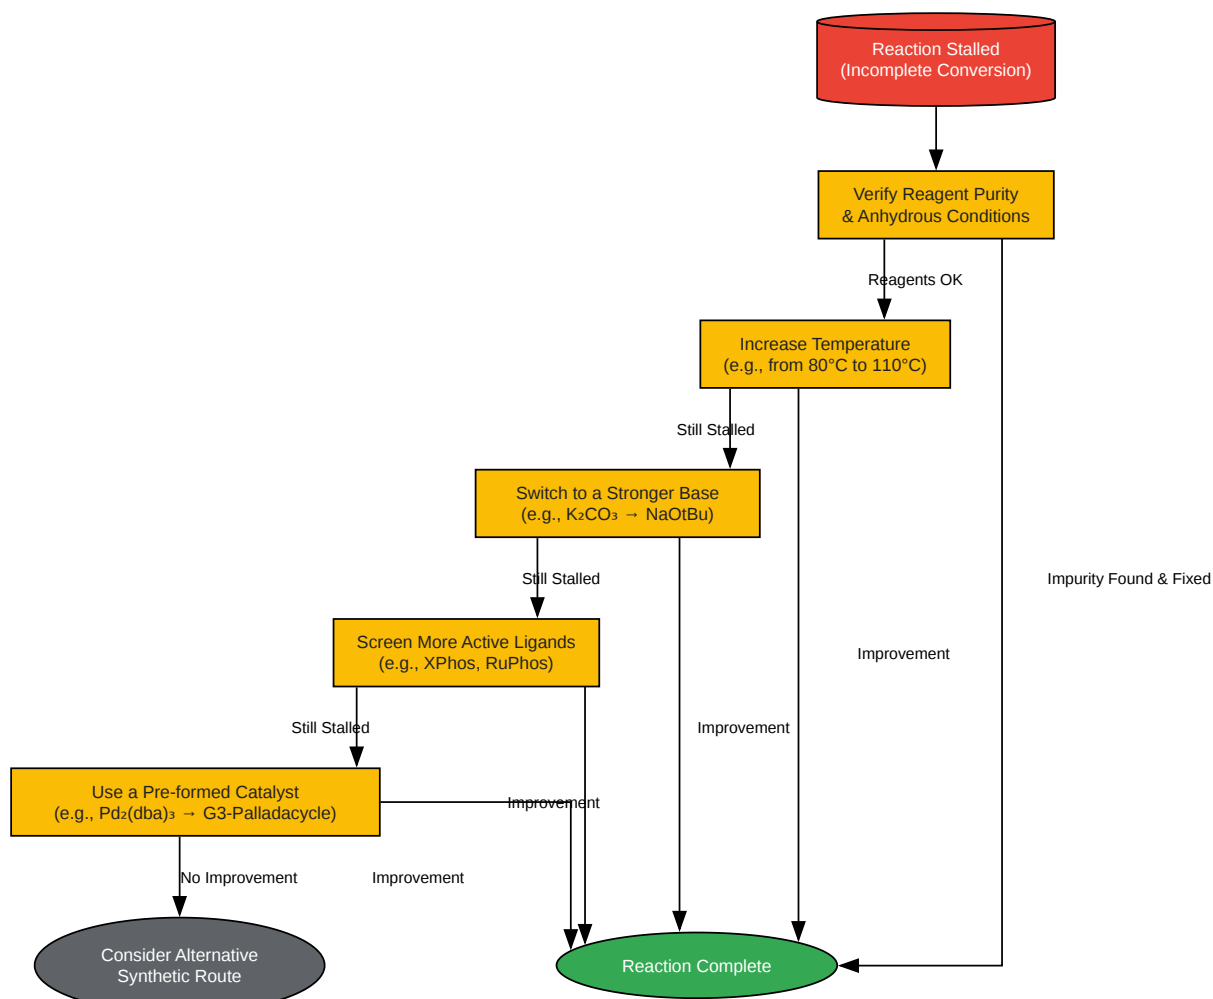 Reaction Stalled
(Incomplete Conversion)
Verify Reagent Purity
& Anhydrous Conditions
Reagents OK
Increase Temperature
(e.g., from 80°C to 110°C)
Still Stalled
Switch to a Stronger Base
(e.g., K₂CO₃ → NaOtBu)
Still Stalled
Impurity Found & Fixed
Screen More Active Ligands
(e.g., XPhos, RuPhos)
Improvement
Still Stalled
Improvement
Use a Pre-formed Catalyst
(e.g., Pd₂(dba)₃ → G3-Palladacycle)
Improvement
No Improvement
Improvement
Consider Alternative
Synthetic Route
Reaction Complete